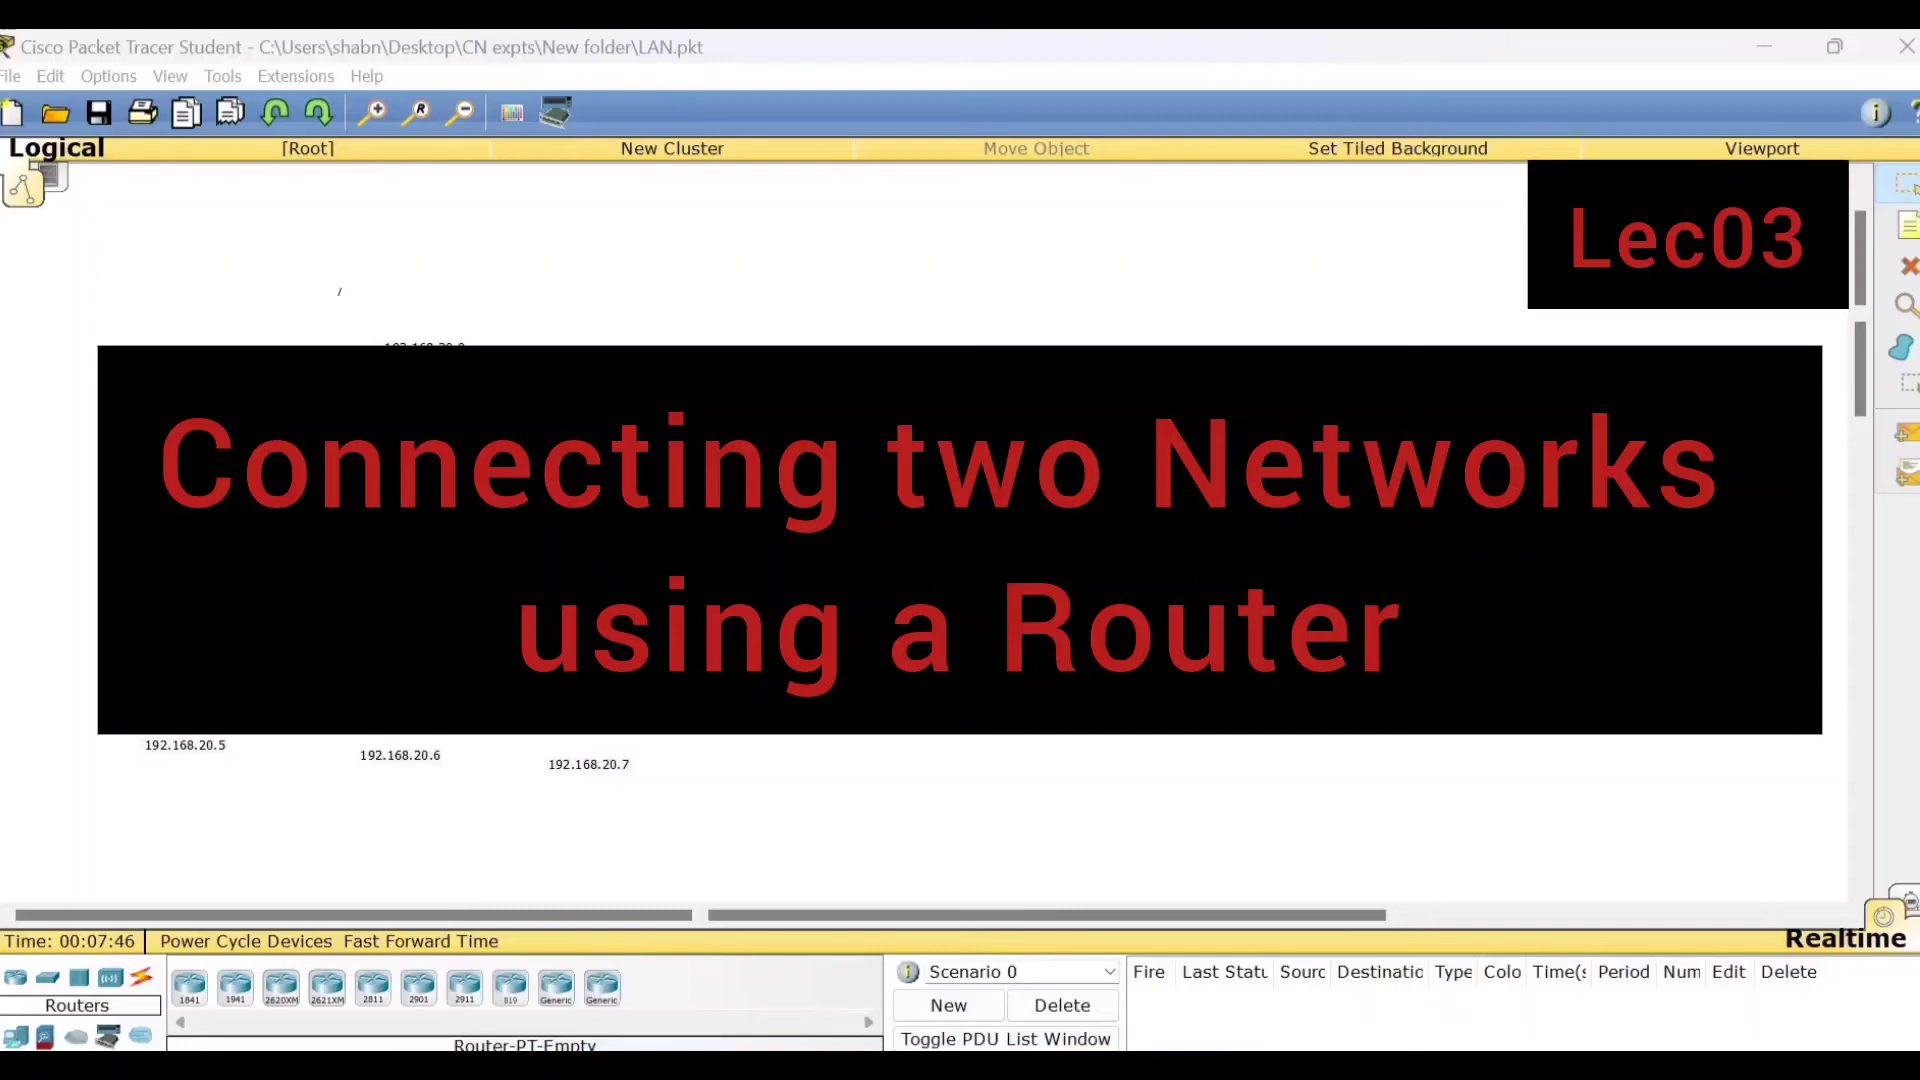 Cisco Packet Tracer Student - C:\Users\shabn\Desktop\CN expts\New folder\LAN.pkt
File Edit Options View Tools Extensions Help
Logical [Root] New Cluster Move Object Set Tiled Background Viewport
Lec03
/
Connecting two Networks
using a Router
192.168.20.5
192.168.20.6
192.168.20.7
Time: 00:07:46 Power Cycle Devices Fast Forward Time
Realtime
Routers
1841 1941 2620XM 2621XM 2811 2901 2911 819 Generic Generic
Router-PT-Empty
Scenario 0
New Delete
Toggle PDU List Window
Fire Last Statu Sourc Destinatic Type Colo Time(s Period Num Edit Delete